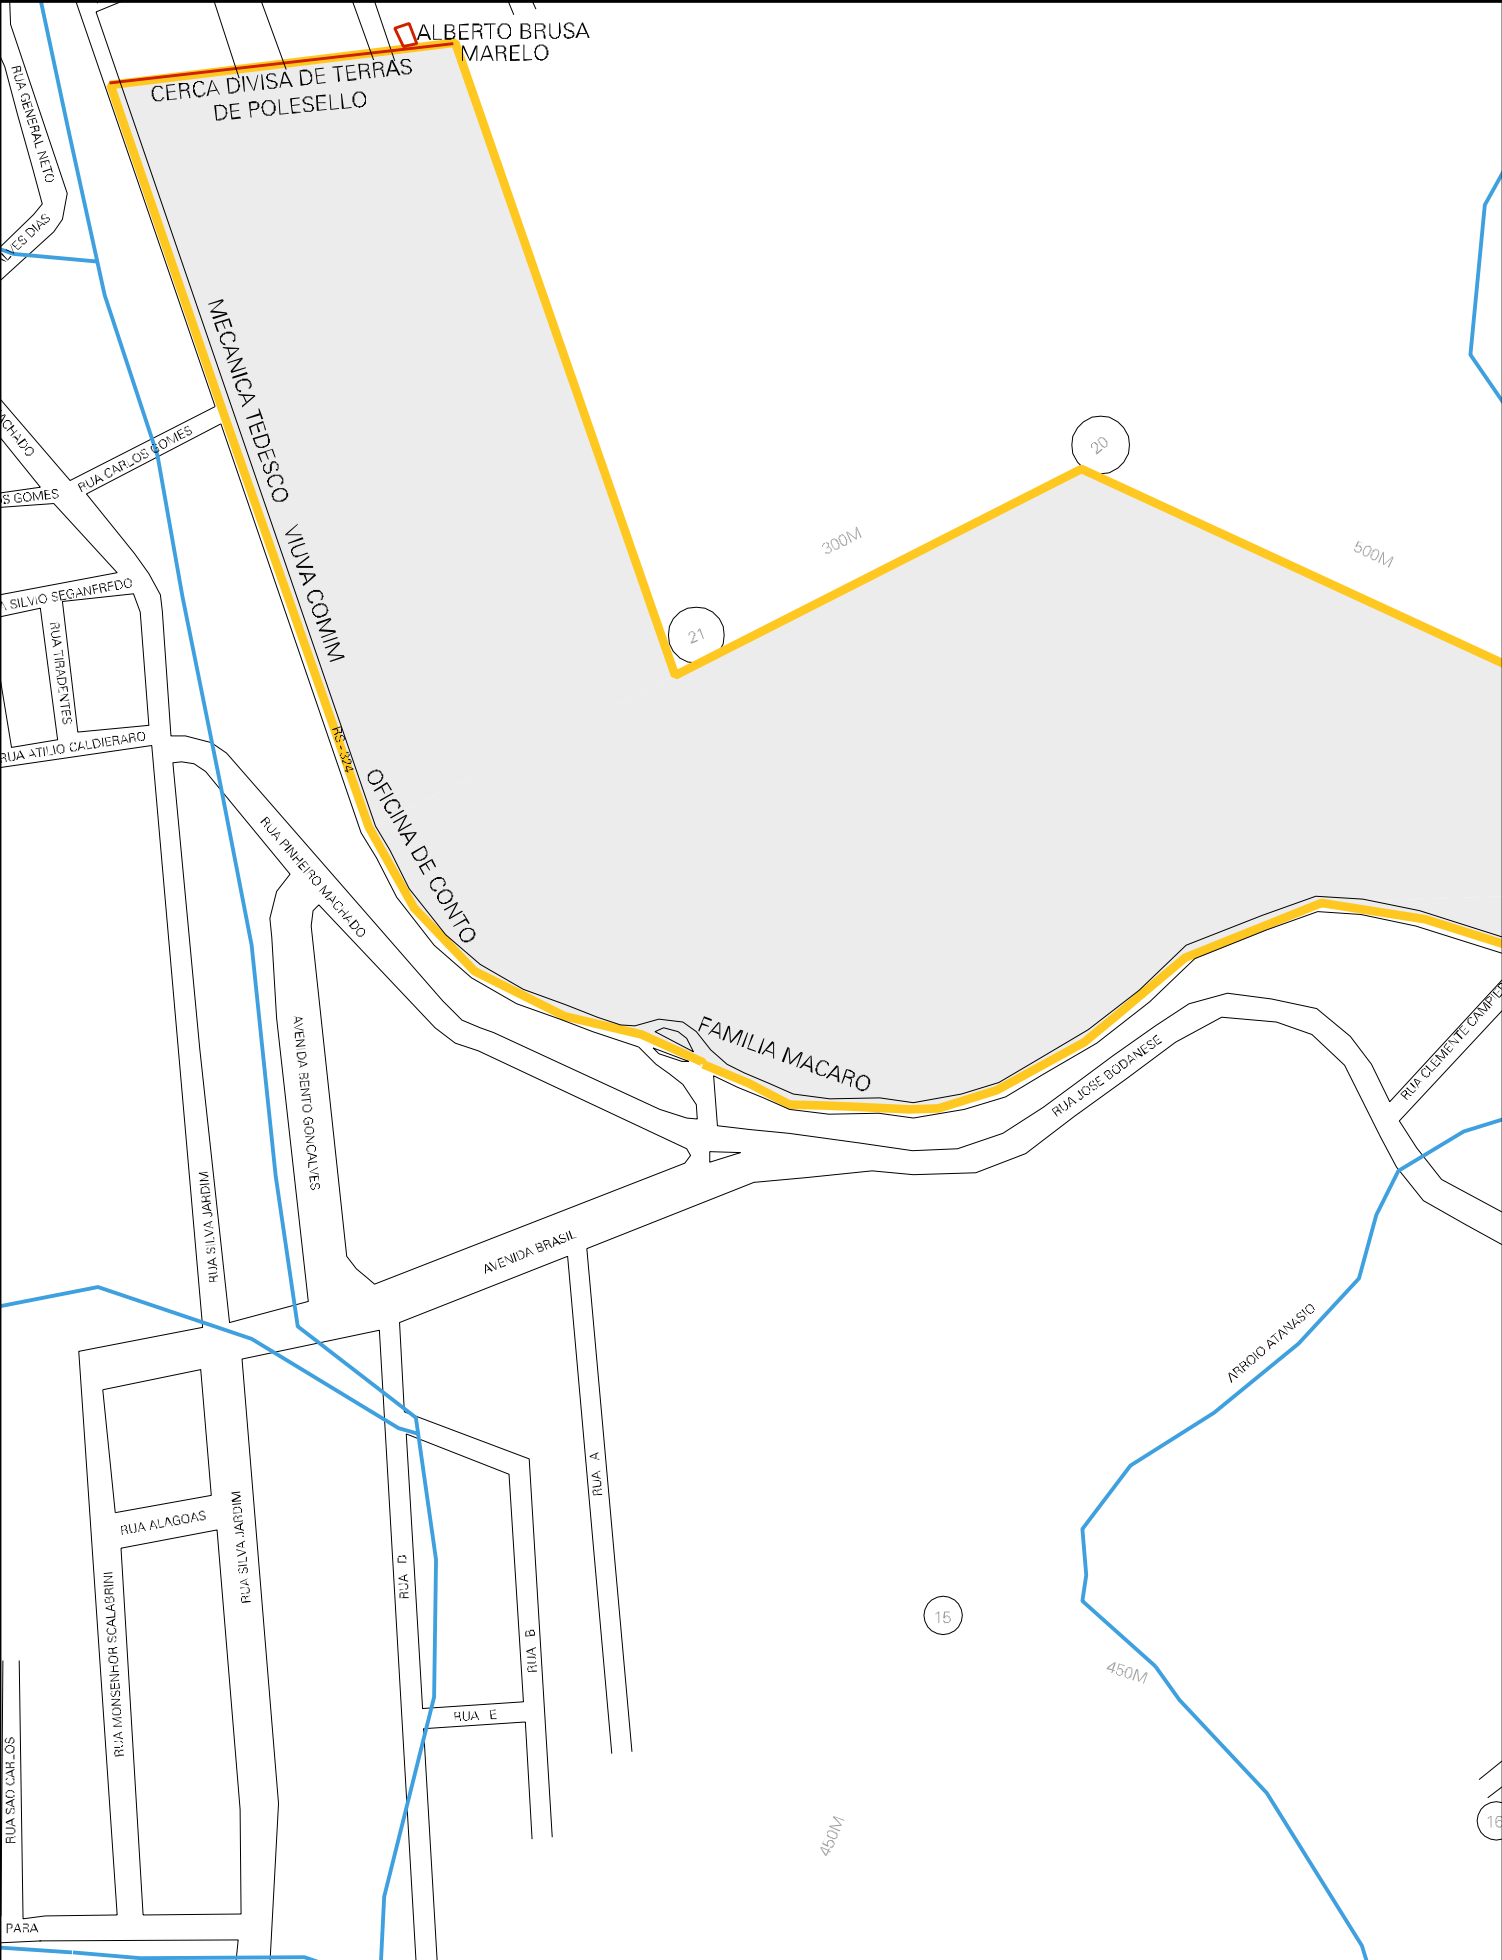 ALBERTO BRUSA
MARELO
CERCA DIVISA DE TERRAS
DE POLESELLO
RUA GENERAL NETO
MECANICA TEDESCO
VIUVA COMIM
RS - 324
OFICINA DE CONTO
FAMILIA MACARO
RUA CARLOS GOMES
GOMES
SILVIO SEGANFREDO
RUA TIRADENTES
RUA ATILIO CALDIERARO
RUA PINHEIRO MACHADO
AVENIDA BENTO GONCALVES
RUA SILVA JARDIM
AVENIDA BRASIL
RUA JOSE BODANESE
RUA CLEMENTE
20
21
300M
500M
ARROIO ATANASIO
RUA A
RUA ALAGOAS
RUA SILVA JARDIM
RUA MONSENHOR SCALABRINI
RUA D
RUA B
RUA E
RUA SAO CARLOS
PARA
15
450M
450M
16